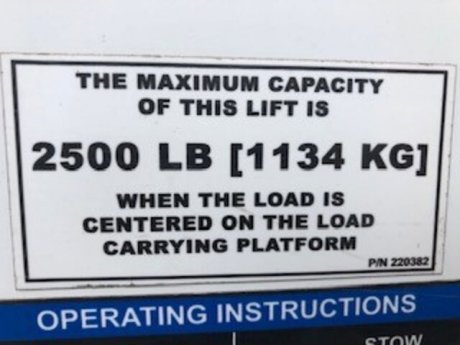 THE MAXIMUM CAPACITY
OF THIS LIFT IS
2500 LB [1134 KG]
WHEN THE LOAD IS
CENTERED ON THE LOAD
CARRYING PLATFORM
P/N 220382
OPERATING INSTRUCTIONS
STOW